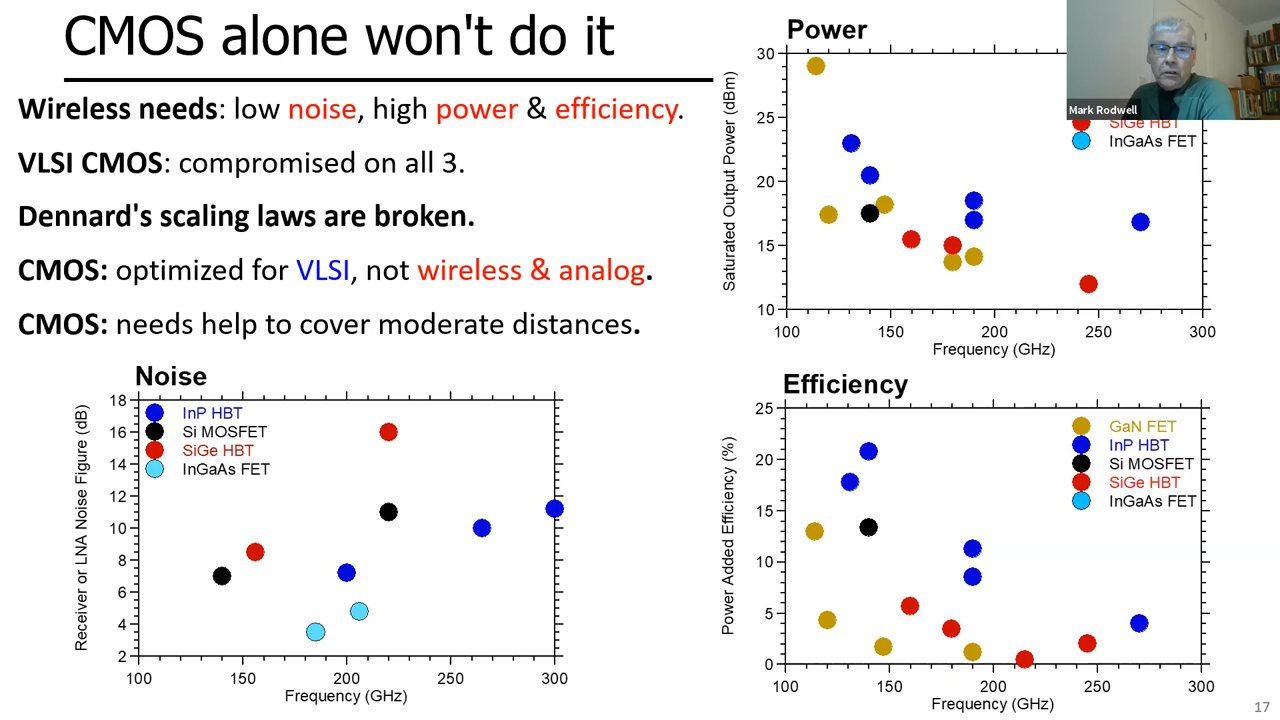 CMOS alone won't do it
Wireless needs: low noise, high power & efficiency.
VLSI CMOS: compromised on all 3.
Dennard's scaling laws are broken.
CMOS: optimized for VLSI, not wireless & analog.
CMOS: needs help to cover moderate distances.
Power
30
25
20
15
10
Saturated Output Power (dBm)
100
150
200
250
300
Frequency (GHz)
Mark Rodwell
SiGe HBT
InGaAs FET
Noise
18
16
14
12
10
8
6
4
2
Receiver or LNA Noise Figure (dB)
InP HBT
Si MOSFET
SiGe HBT
InGaAs FET
100
150
200
250
300
Frequency (GHz)
Efficiency
25
20
15
10
5
0
Power Added Efficiency (%)
GaN FET
InP HBT
Si MOSFET
SiGe HBT
InGaAs FET
100
150
200
250
300
Frequency (GHz)
17